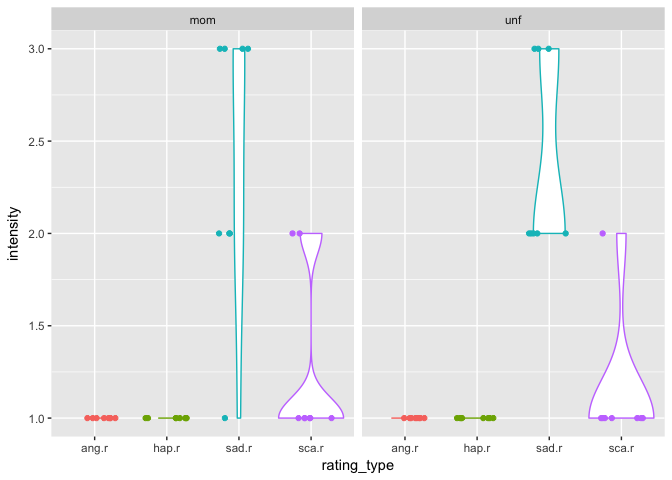 mom unf
3.0
2.5
2.0
1.5
1.0
intensity
ang.r hap.r sad.r sca.r ang.r hap.r sad.r sca.r
rating_type